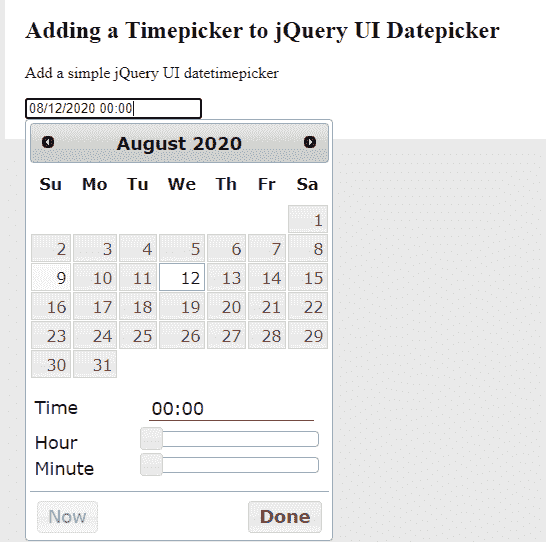 Adding a Timepicker to jQuery UI Datepicker
Add a simple jQuery UI datetimepicker
08/12/2020 00:00
August 2020
Su Mo Tu We Th Fr Sa
1
2 3 4 5 6 7 8
9 10 11 12 13 14 15
16 17 18 19 20 21 22
23 24 25 26 27 28 29
30 31
Time 00:00
Hour
Minute
Now Done